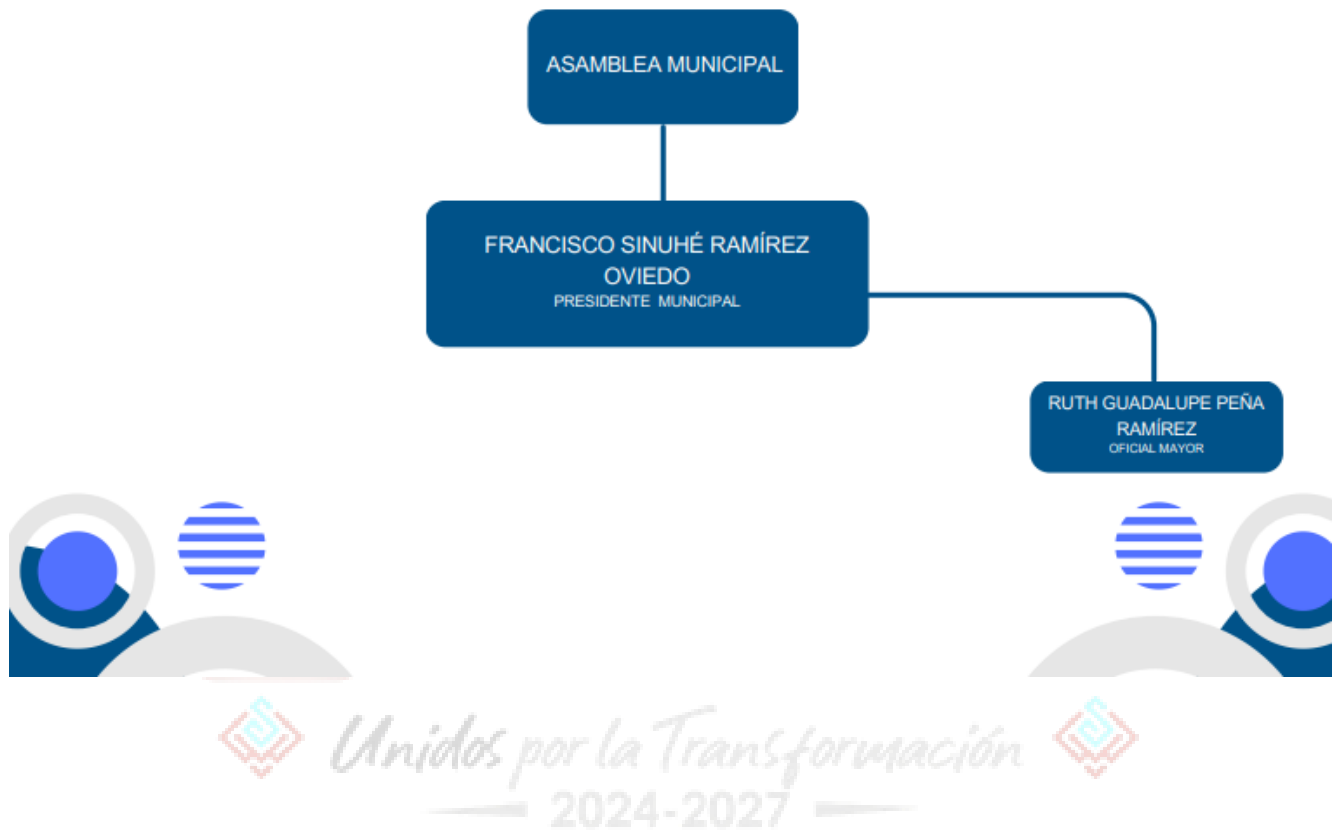 ASAMBLEA MUNICIPAL
FRANCISCO SINUHÉ RAMÍREZ
OVIEDO
PRESIDENTE MUNICIPAL
RUTH GUADALUPE PEÑA
RAMÍREZ
OFICIAL MAYOR
Unidos por la Transformación
2024-2027